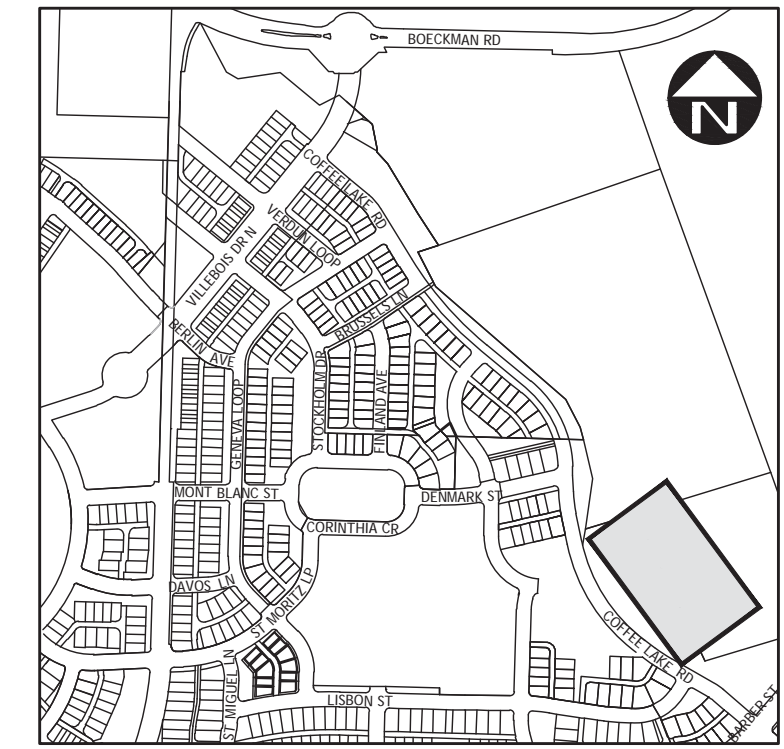 BOECKMAN RD
N
COFFEE LAKE RD
VERDUN LOOP
VILLEBOIS DR N
BRUSSELS LN
BERLIN AVE
STOCKHOLM DR
FINLAND AVE
GENEVA LOOP
MONT BLANC ST
DENMARK ST
CORINTHIA CR
DAVOS LN
ST MORITZ LP
COFFEE LAKE RD
ST MIGUEL LN
LISBON ST
BARBER ST